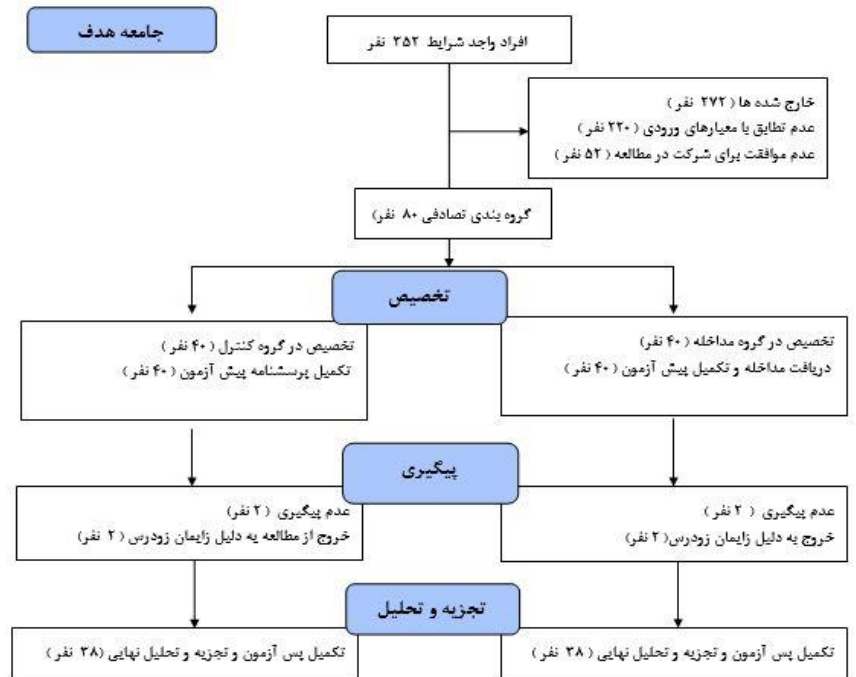 جامعه هدف
افراد واجد شرایط ۳۵۲ نفر
خارج شده ها ( ۲۷۲ نفر )
عدم تطابق با معیارهای ورودی ( ۲۲۰ نفر )
عدم موافقت برای شرکت در مطالعه ( ۵۲ نفر )
گروه بندی تصادفی ۸۰ نفر)
تخصیص
تخصیص در گروه مداخله ( ۴۰ نفر)
دریافت مداخله و تکمیل پیش آزمون ( ۴۰ نفر )
تخصیص در گروه کنترل ( ۴۰ نفر )
تکمیل پرسشنامه پیش آزمون ( ۴۰ نفر)
پیگیری
عدم پیگیری ( ۲ نفر )
خروج به دلیل زایمان زودرس( ۲ نفر)
عدم پیگیری ( ۲ نفر)
خروج از مطالعه به دلیل زایمان زودرس ( ۲ نفر)
تجزیه و تحلیل
تکمیل پس آزمون و تجزیه و تحلیل نهایی ( ۳۸ نفر )
تکمیل پس آزمون و تجزیه و تحلیل نهایی (۳۸ نفر )